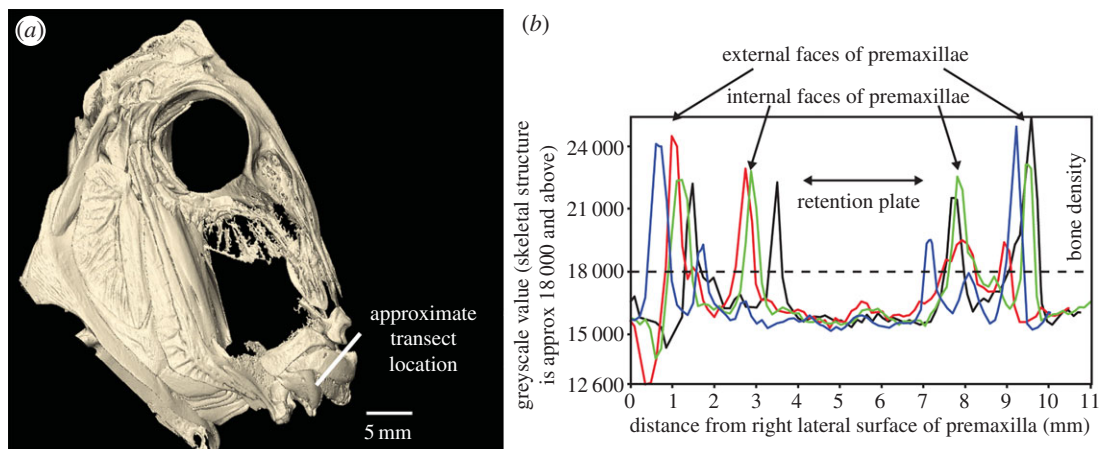 (a)
approximate
transect
location
5 mm
(b)
external faces of premaxillae
internal faces of premaxillae
retention plate
bone density
greyscale value (skeletal structure
is approx 18 000 and above)
24 000
21 000
18 000
15 000
12 600
0 1 2 3 4 5 6 7 8 9 10 11
distance from right lateral surface of premaxilla (mm)